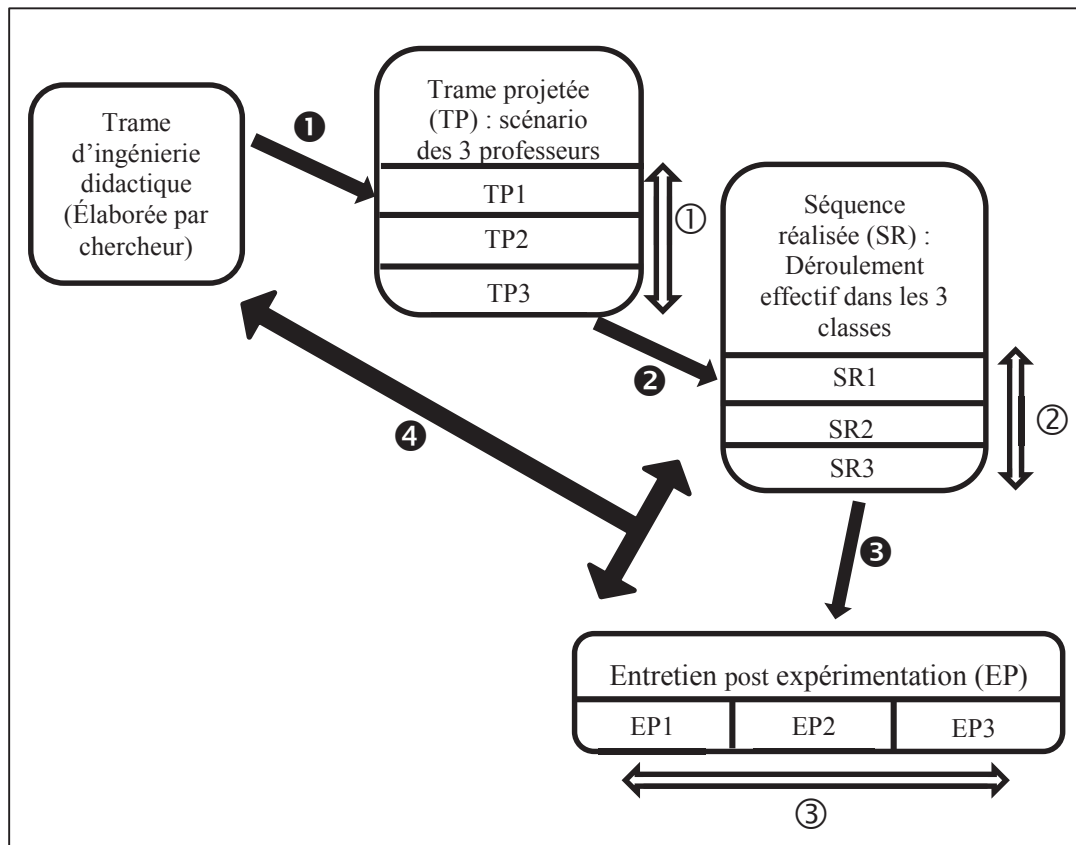 Trame
d'ingénierie
didactique
(Élaborée par
chercheur)
❶
Trame projetée
(TP) : scénario
des 3 professeurs
TP1
TP2
TP3
①
❷
Séquence
réalisée (SR) :
Déroulement
effectif dans les 3
classes
SR1
SR2
SR3
②
❹
❸
Entretien post expérimentation (EP)
EP1
EP2
EP3
③